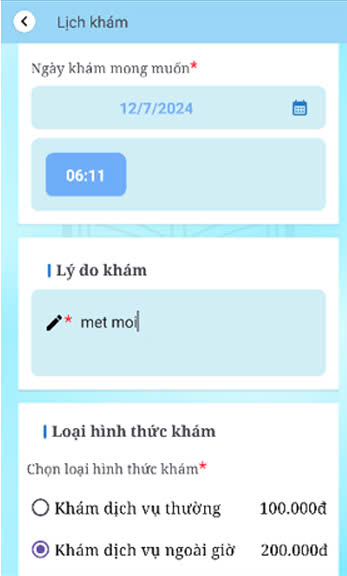 Lịch khám
Ngày khám mong muốn*
12/7/2024
06:11
Lý do khám
* met moi
Loại hình thức khám
Chọn loại hình thức khám*
Khám dịch vụ thường 100.000đ
Khám dịch vụ ngoài giờ 200.000đ